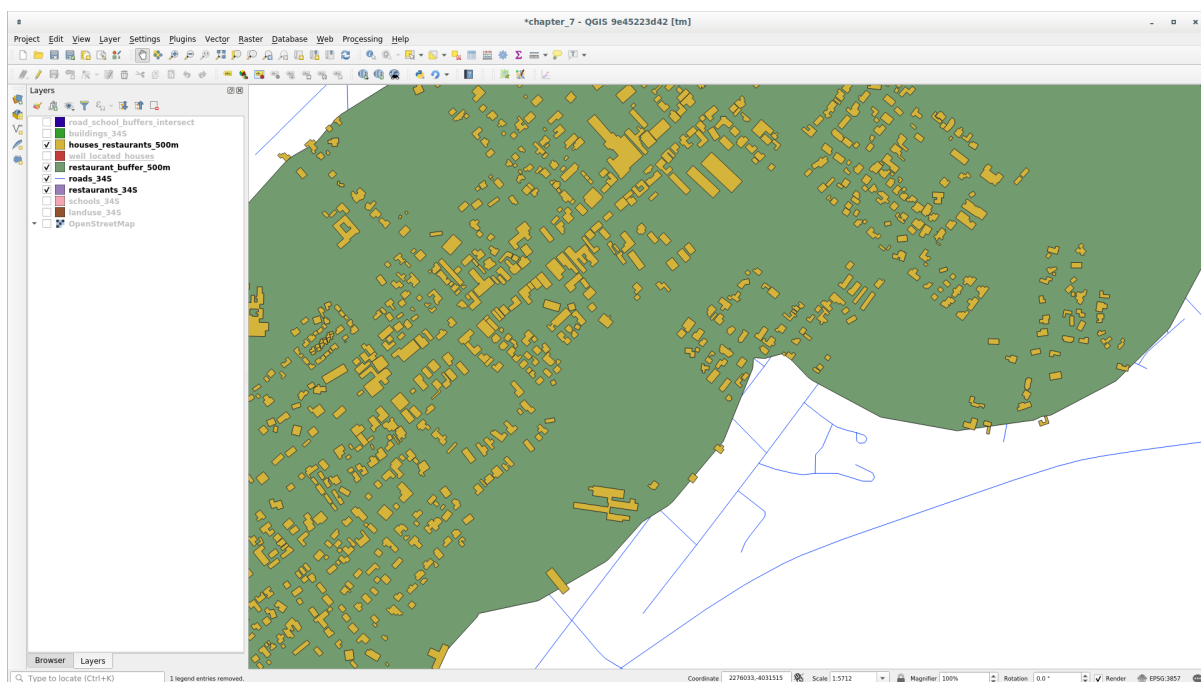 *chapter_7 - QGIS 9e45223d42 [tm]
Project Edit View Layer Settings Plugins Vector Raster Database Web Processing Help
Layers
road_school_buffers_intersect
buildings_34S
houses_restaurants_500m
well_located_houses
restaurant_buffer_500m
roads_34S
restaurants_34S
schools_34S
landuse_34S
OpenStreetMap
Browser Layers
Type to locate (Ctrl+K) 1 legend entries removed. Coordinate 2276033,-4031515 Scale 1:5712 Magnifier 100% Rotation 0.0 ° Render EPSG:3857